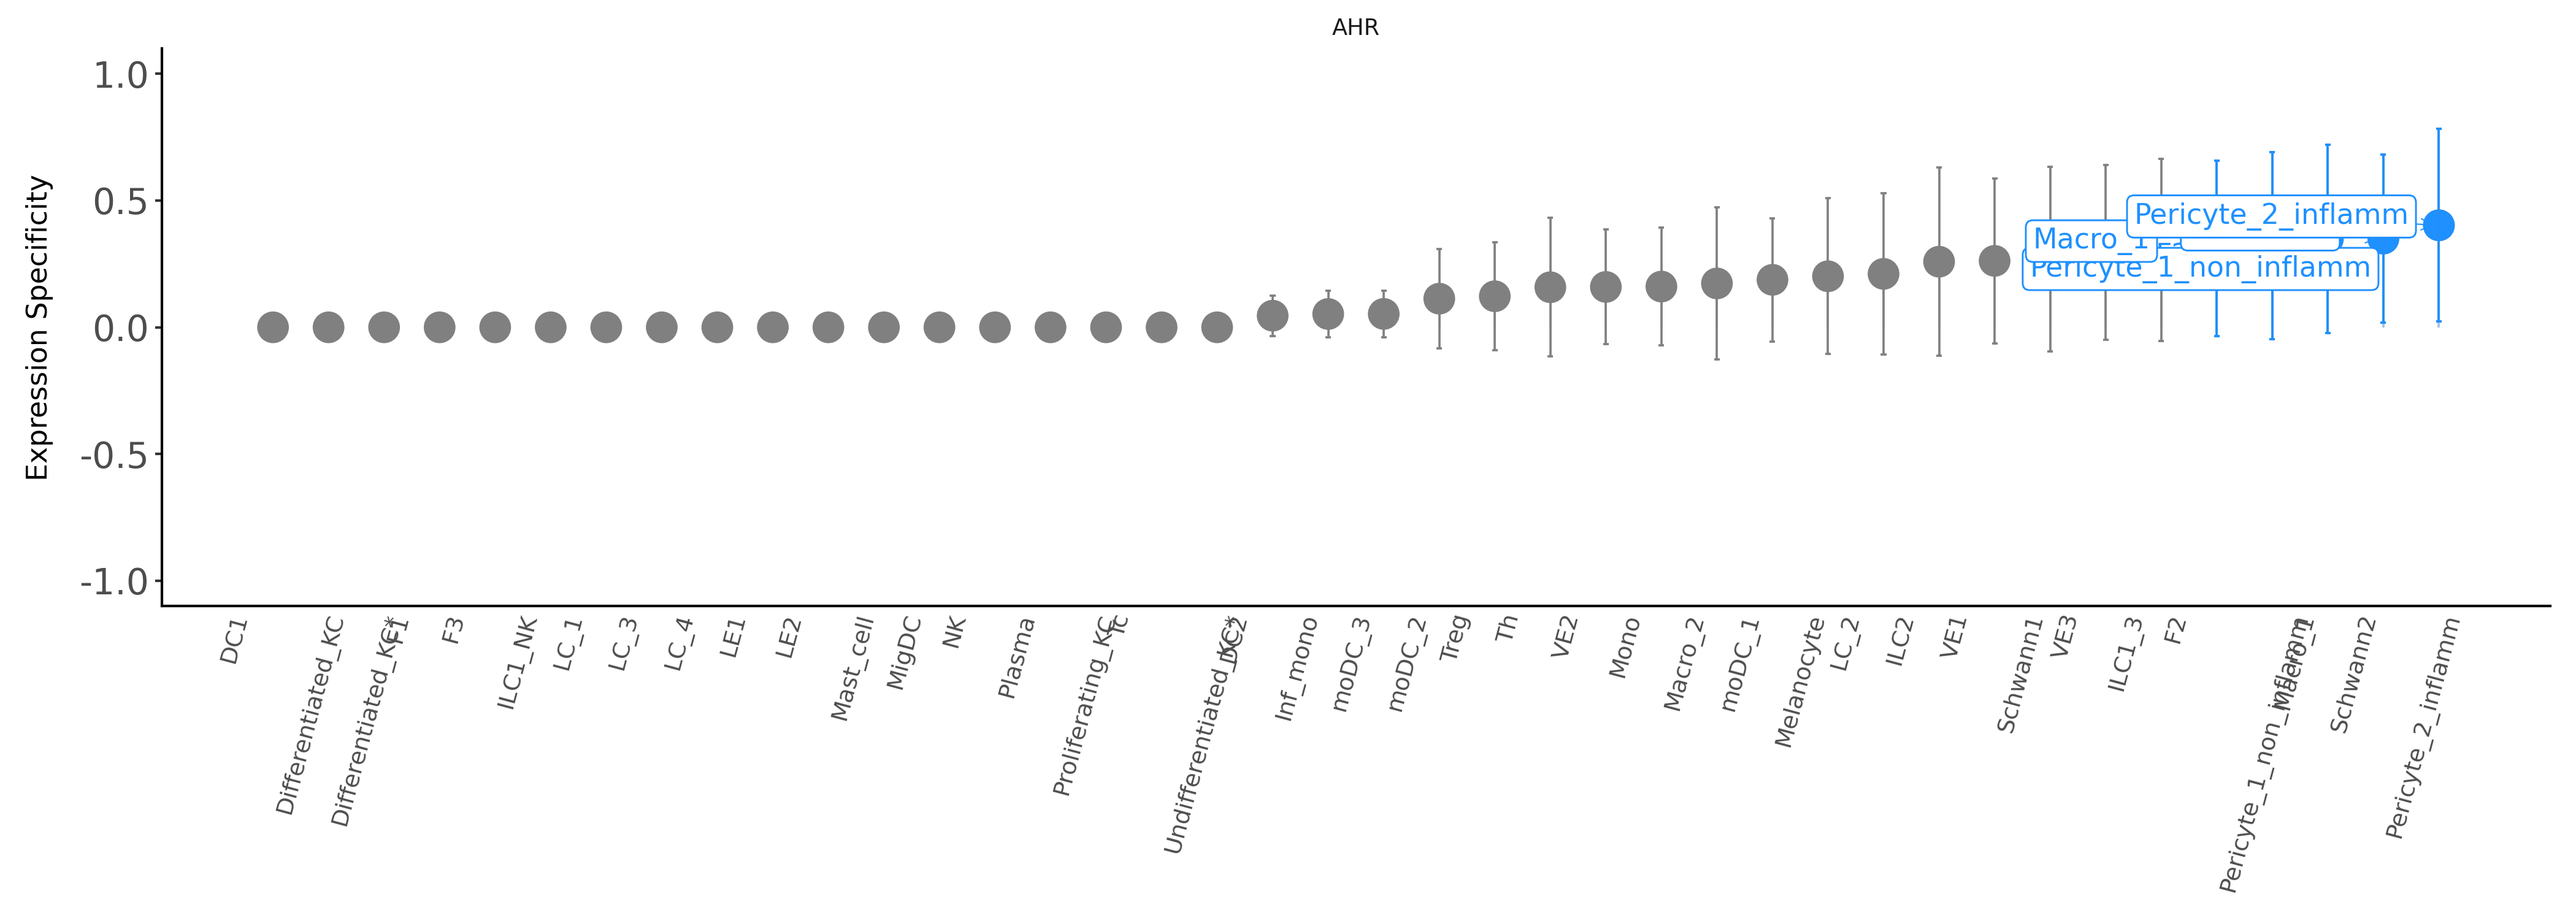 AHR
Expression Specificity
1.0
0.5
0.0
-0.5
-1.0
Pericyte_2_inflamm
Macro_1
Pericyte_1_non_inflamm
DC1
Differentiated_KC
Differentiated_KC*
F1
F3
ILC1_NK
LC_1
LC_3
LC_4
LE1
LE2
Mast_cell
MigDC
NK
Plasma
Proliferating_KC
Tc
Undifferentiated_KC*
DC2
Inf_mono
moDC_3
moDC_2
Treg
Th
VE2
Mono
Macro_2
moDC_1
Melanocyte
LC_2
ILC2
VE1
Schwann1
VE3
ILC1_3
F2
Pericyte_1_non_inflamm
Macro_1
Schwann2
Pericyte_2_inflamm